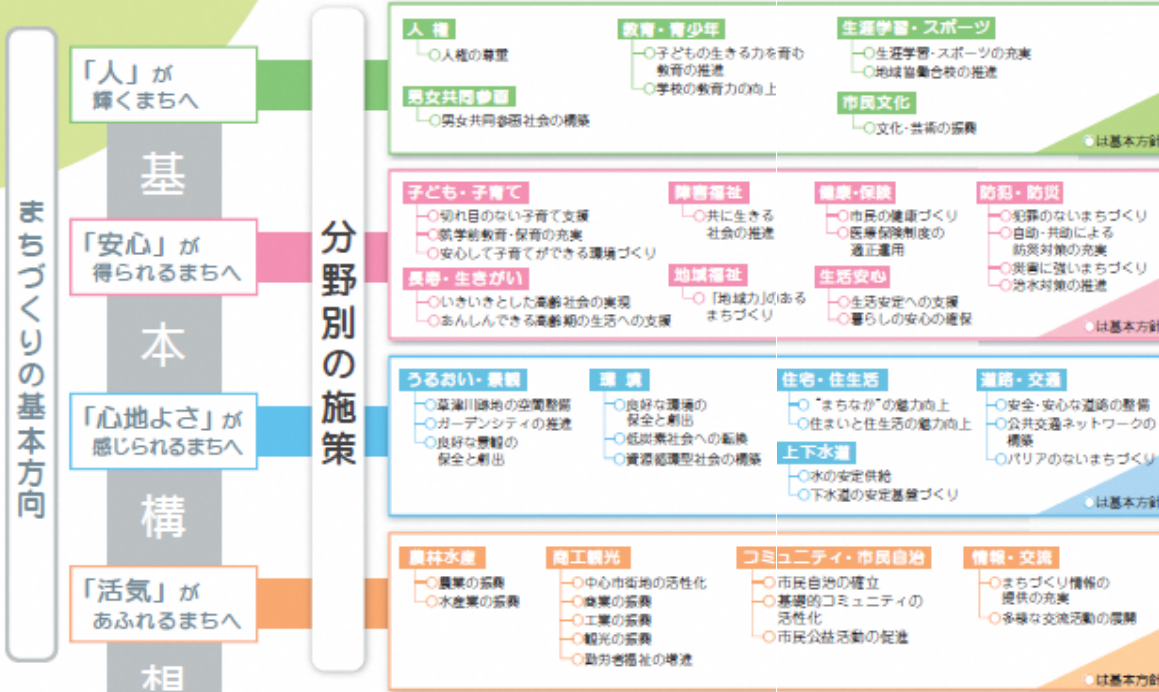 まちづくりの基本方向
基本構想
分野別の施策
「人」が
輝くまちへ
人権
○人権の尊重
男女共同参画
○男女共同参画社会の構築
教育・青少年
○子どもの生きる力を育む
教育の推進
○学校の教育力の向上
生涯学習・スポーツ
○生涯学習・スポーツの充実
○地域協働合校の推進
市民文化
○文化・芸術の振興
○は基本方針
「安心」が
得られるまちへ
子ども・子育て
○切れ目のない子育て支援
○就学前教育・保育の充実
○安心して子育てができる環境づくり
長寿・生きがい
○いきいきとした高齢社会の実現
○あんしんできる高齢期の生活への支援
障害福祉
○共に生きる
社会の推進
地域福祉
○「地域力」のある
まちづくり
健康・保険
○市民の健康づくり
○医療保険制度の
適正運用
生活安心
○生活安定への支援
○暮らしの安心の確保
防犯・防災
○犯罪のないまちづくり
○自助・共助による
防災対策の充実
○災害に強いまちづくり
○治水対策の推進
○は基本方針
「心地よさ」が
感じられるまちへ
うるおい・景観
○草津川跡地の空間整備
○ガーデンシティの推進
○良好な景観の
保全と創出
環境
○良好な環境の
保全と創出
○低炭素社会への転換
○資源循環型社会の構築
住宅・住生活
○“まちなか”の魅力向上
○住まいと住生活の魅力向上
上下水道
○水の安定供給
○下水道の安定基盤づくり
道路・交通
○安全・安心な道路の整備
○公共交通ネットワークの
構築
○バリアのないまちづくり
○は基本方針
「活気」が
あふれるまちへ
農林水産
○農業の振興
○水産業の振興
商工観光
○中心市街地の活性化
○商業の振興
○工業の振興
○観光の振興
○勤労者福祉の増進
コミュニティ・市民自治
○市民自治の確立
○基礎的コミュニティの
活性化
○市民公益活動の促進
情報・交流
○まちづくり情報の
提供の充実
○多様な交流活動の展開
○は基本方針